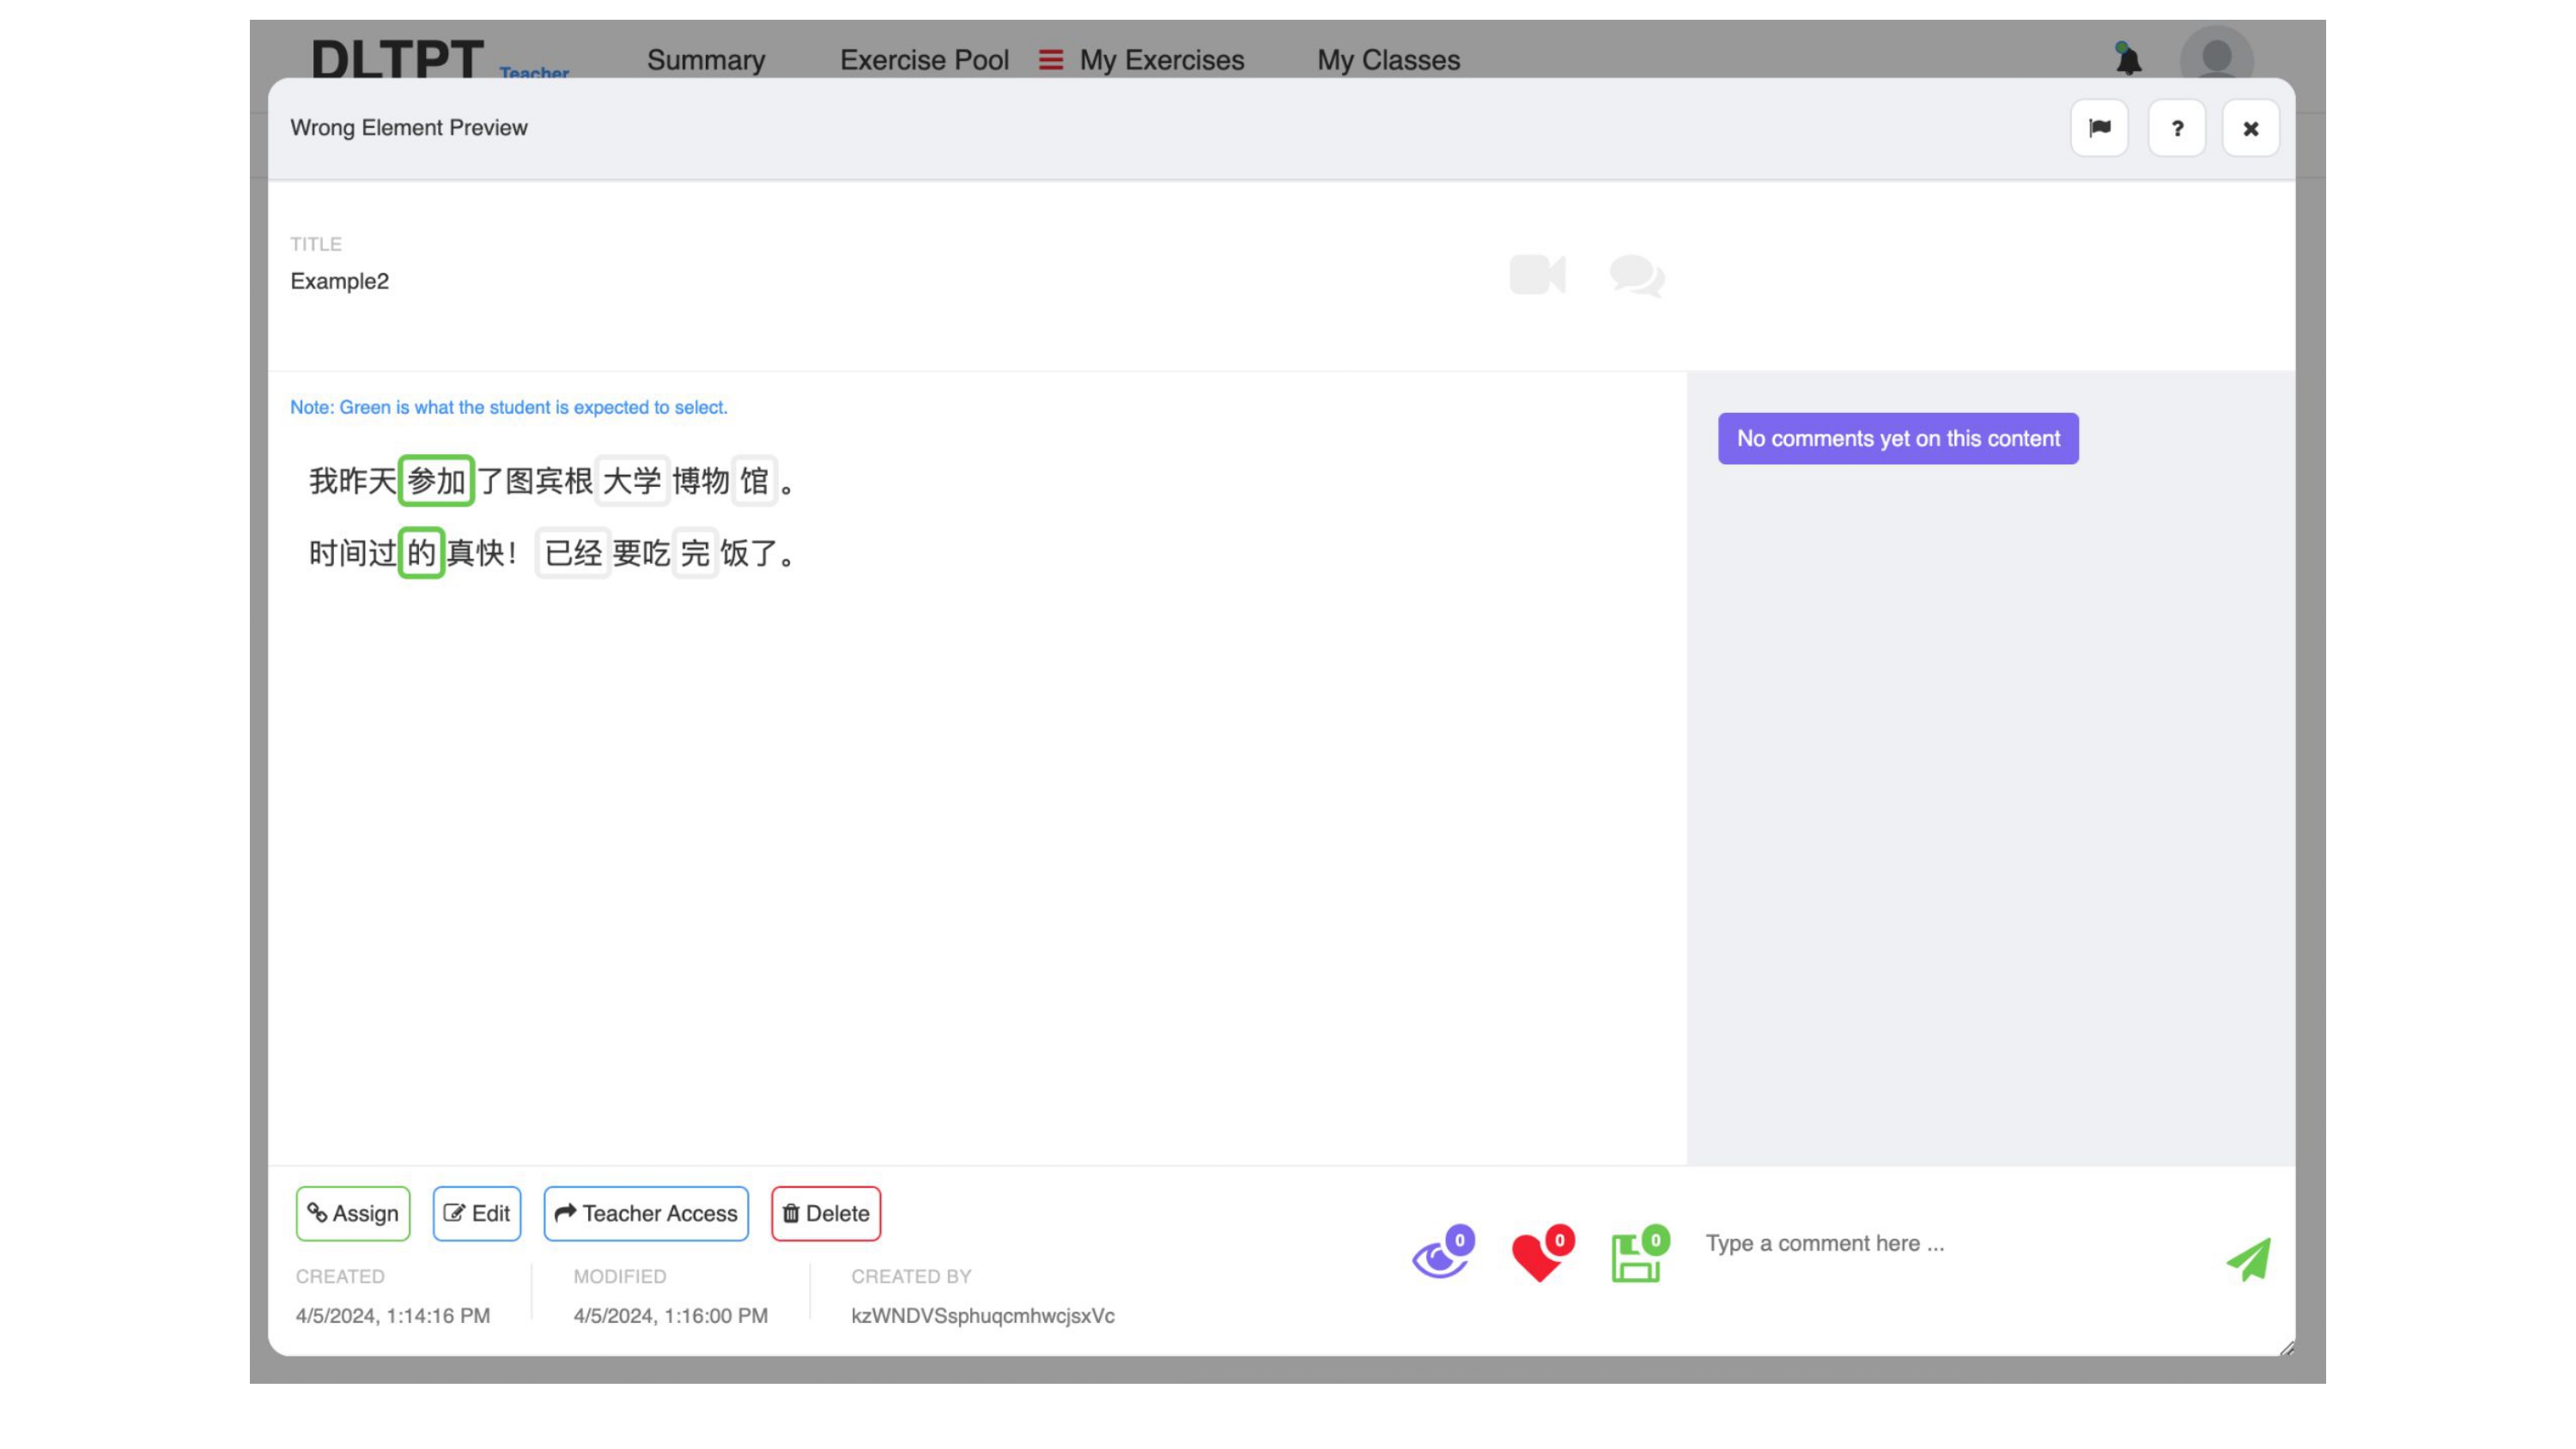 DLTPT Teacher Summary Exercise Pool My Exercises My Classes
Wrong Element Preview ?
TITLE
Example2
Note: Green is what the student is expected to select.
No comments yet on this content
我昨天参加了图宾根大学博物馆。
时间过的真快！已经要吃完饭了。
Assign Edit Teacher Access Delete
0 0 0
Type a comment here ...
CREATED MODIFIED CREATED BY
4/5/2024, 1:14:16 PM 4/5/2024, 1:16:00 PM kzWNDVSsphuqcmhwcjsxVc